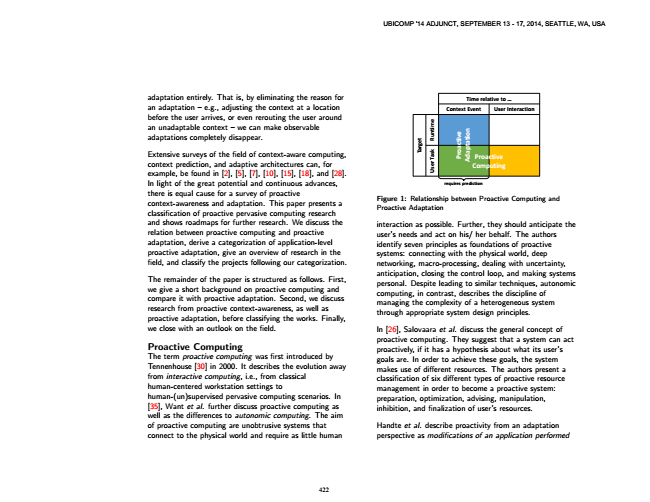 UBICOMP '14 ADJUNCT, SEPTEMBER 13 - 17, 2014, SEATTLE, WA, USA
adaptation entirely. That is, by eliminating the reason for
an adaptation – e.g., adjusting the context at a location
before the user arrives, or even rerouting the user around
an unadaptable context – we can make observable
adaptations completely disappear.
Extensive surveys of the field of context-aware computing,
context prediction, and adaptive architectures can, for
example, be found in [2], [5], [7], [10], [15], [18], and [28].
In light of the great potential and continuous advances,
there is equal cause for a survey of proactive
context-awareness and adaptation. This paper presents a
classification of proactive pervasive computing research
and shows roadmaps for further research. We discuss the
relation between proactive computing and proactive
adaptation, derive a categorization of application-level
proactive adaptation, give an overview of research in the
field, and classify the projects following our categorization.
The remainder of the paper is structured as follows. First,
we give a short background on proactive computing and
compare it with proactive adaptation. Second, we discuss
research from proactive context-awareness, as well as
proactive adaptation, before classifying the works. Finally,
we close with an outlook on the field.
Proactive Computing
The term proactive computing was first introduced by
Tennenhouse [30] in 2000. It describes the evolution away
from interactive computing, i.e., from classical
human-centered workstation settings to
human-(un)supervised pervasive computing scenarios. In
[35], Want et al. further discuss proactive computing as
well as the differences to autonomic computing. The aim
of proactive computing are unobtrusive systems that
connect to the physical world and require as little human
Time relative to ...
Context Event
User Interaction
Target
Runtime
User Task
Proactive
Adaptation
Proactive
Computing
requires prediction
Figure 1: Relationship between Proactive Computing and
Proactive Adaptation
interaction as possible. Further, they should anticipate the
user's needs and act on his/ her behalf. The authors
identify seven principles as foundations of proactive
systems: connecting with the physical world, deep
networking, macro-processing, dealing with uncertainty,
anticipation, closing the control loop, and making systems
personal. Despite leading to similar techniques, autonomic
computing, in contrast, describes the discipline of
managing the complexity of a heterogeneous system
through appropriate system design principles.
In [26], Salovaara et al. discuss the general concept of
proactive computing. They suggest that a system can act
proactively, if it has a hypothesis about what its user's
goals are. In order to achieve these goals, the system
makes use of different resources. The authors present a
classification of six different types of proactive resource
management in order to become a proactive system:
preparation, optimization, advising, manipulation,
inhibition, and finalization of user's resources.
Handte et al. describe proactivity from an adaptation
perspective as modifications of an application performed
422